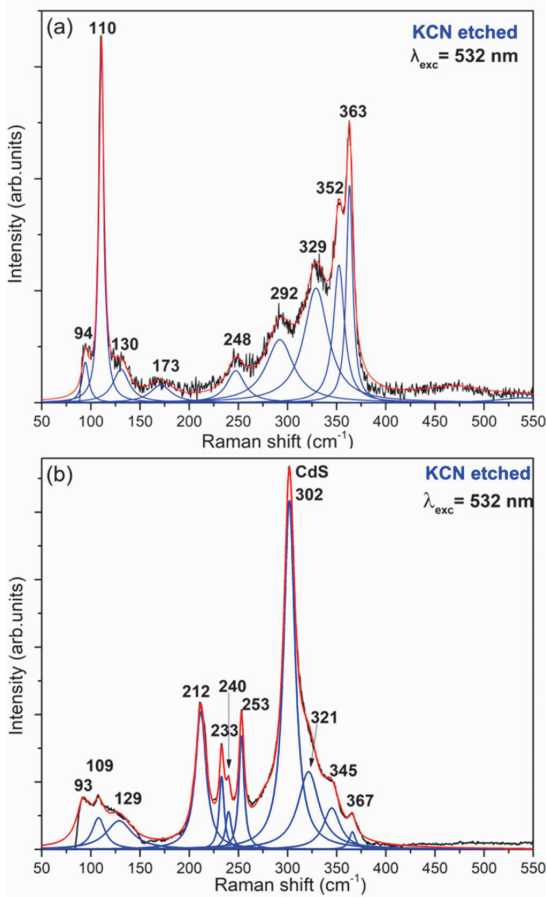 (a)
110
KCN etched
λexc= 532 nm
363
352
329
292
248
94
130
173
Intensity (arb.units)
50 100 150 200 250 300 350 400 450 500 550
Raman shift (cm-1)
(b)
CdS
302
KCN etched
λexc= 532 nm
212
240
253
233
321
109
93
129
345
367
Intensity (arb.units)
50 100 150 200 250 300 350 400 450 500 550
Raman shift (cm-1)